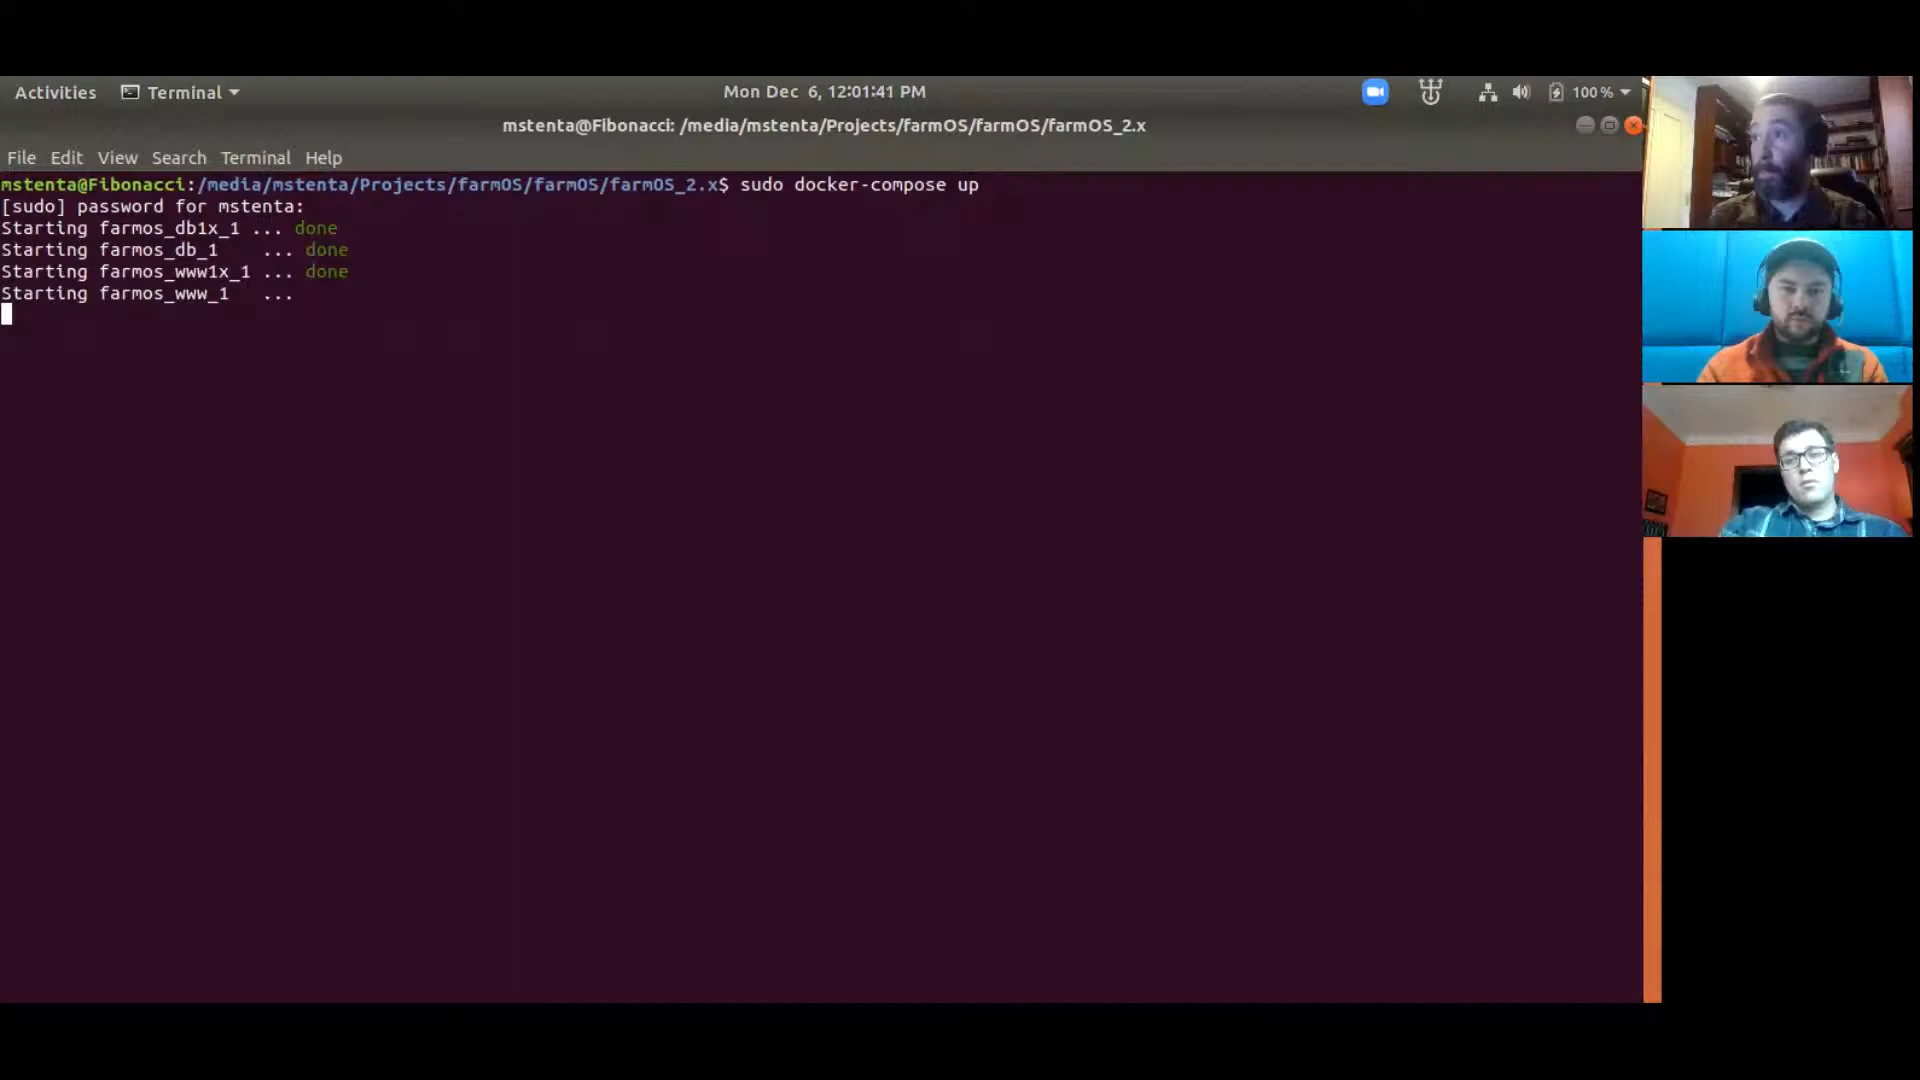 Activities Terminal Mon Dec 6, 12:01:41 PM 100 %
mstenta@Fibonacci: /media/mstenta/Projects/farmOS/farmOS/farmOS_2.x
File Edit View Search Terminal Help
mstenta@Fibonacci:/media/mstenta/Projects/farmOS/farmOS/farmOS_2.x$ sudo docker-compose up
[sudo] password for mstenta:
Starting farmos_db1x_1 ... done
Starting farmos_db_1 ... done
Starting farmos_www1x_1 ... done
Starting farmos_www_1 ...